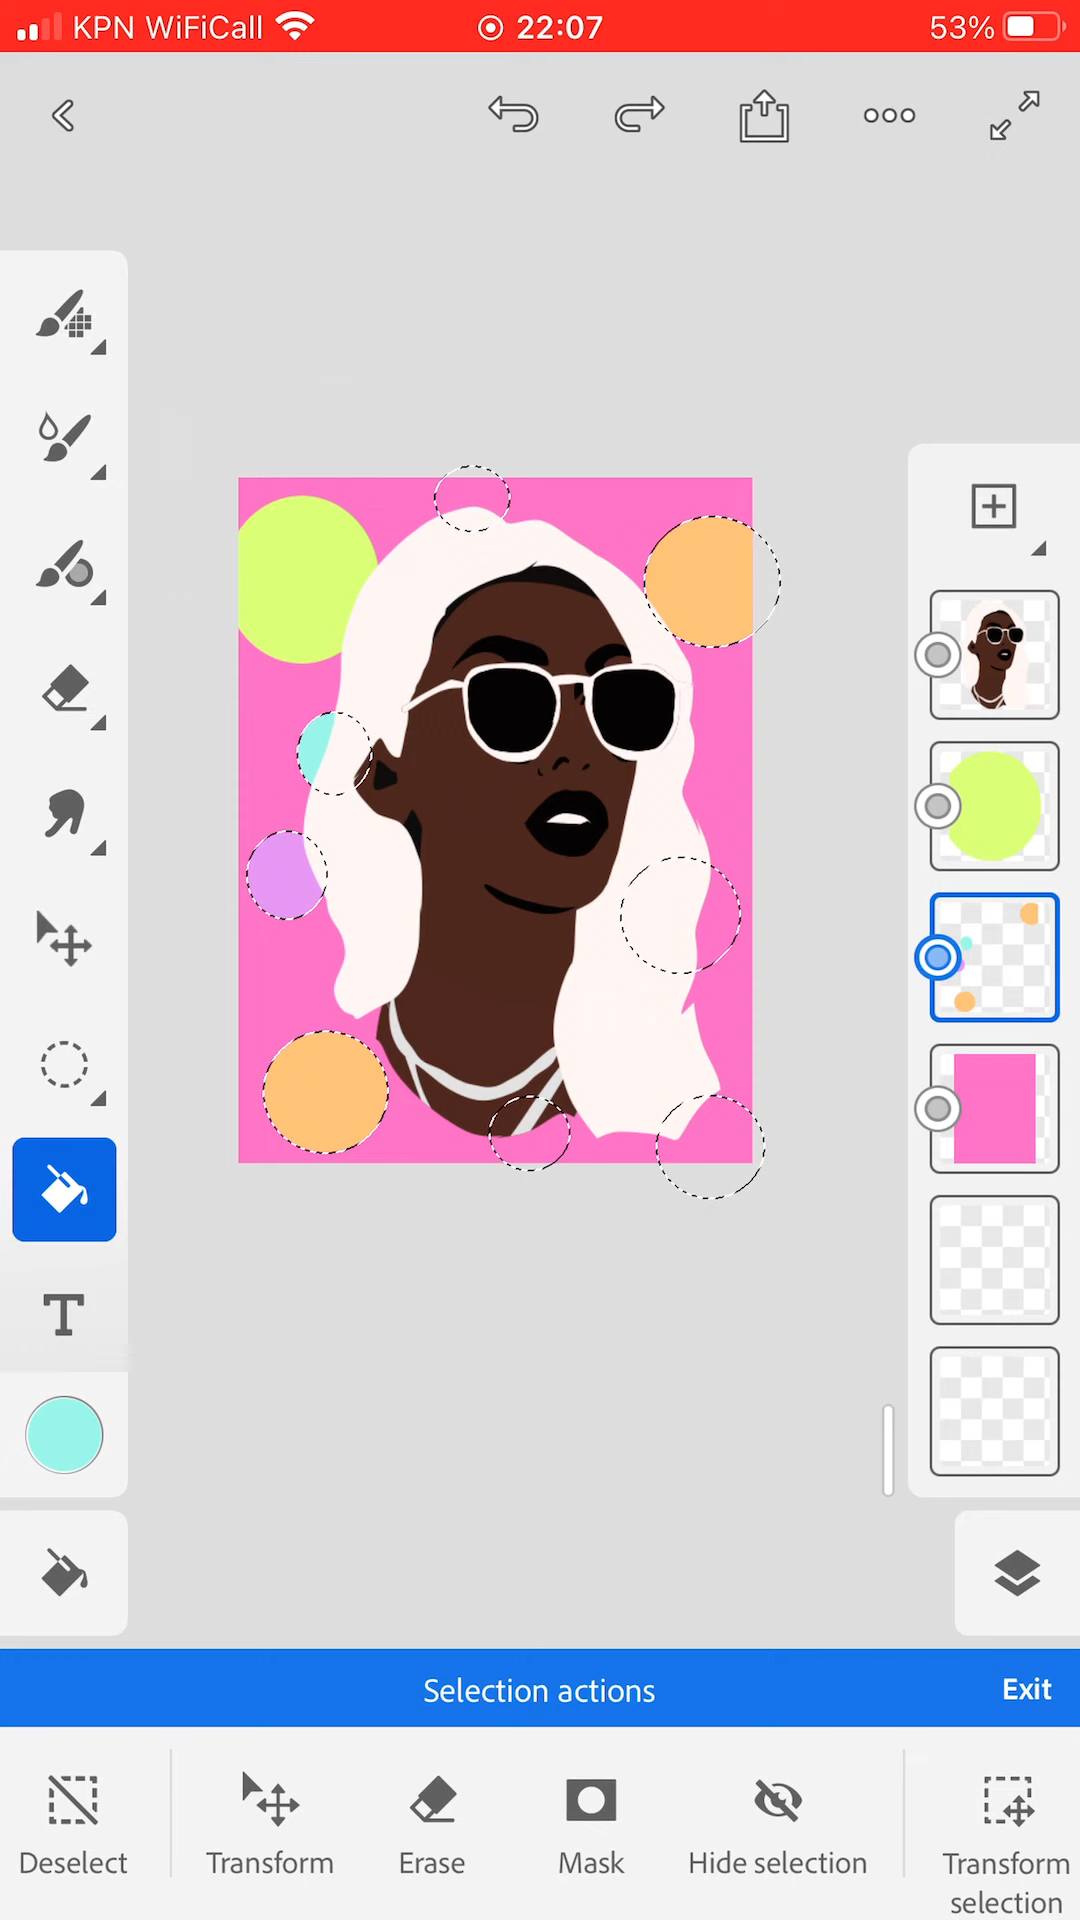 KPN WiFiCall 22:07 53%
T
Selection actions Exit
Deselect Transform Erase Mask Hide selection Transform selection